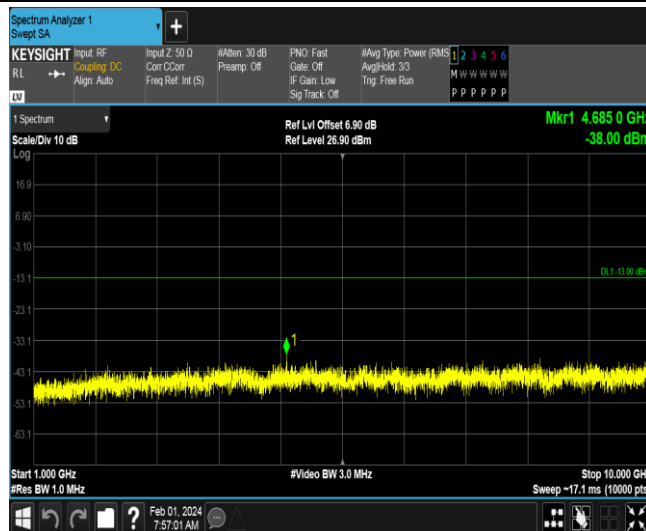 Spectrum Analyzer 1
Swept SA
+
KEYSIGHT Input: RF Input Z: 50 Ω #Atten: 30 dB PNO: Fast #Avg Type: Power (RMS 1 2 3 4 5 6
RL Coupling: DC Corr CCorr Preamp: Off Gate: Off Avg|Hold: 3/3 M W W W W W
Align: Auto Freq Ref: Int (S) IF Gain: Low Trig: Free Run
Sig Track: Off P P P P P P
LXI
1 Spectrum Ref Lvl Offset 6.90 dB Mkr1 4.685 0 GHz
Scale/Div 10 dB Ref Level 26.90 dBm -38.00 dBm
Log
16.9
6.90
-3.10
DL1 -13.00 dBm
-13.1
-23.1
-33.1
1
-43.1
-53.1
-63.1
Start 1.000 GHz #Video BW 3.0 MHz Stop 10.000 GHz
#Res BW 1.0 MHz Sweep ~17.1 ms (10000 pts
? Feb 01, 2024
7:57:01 AM